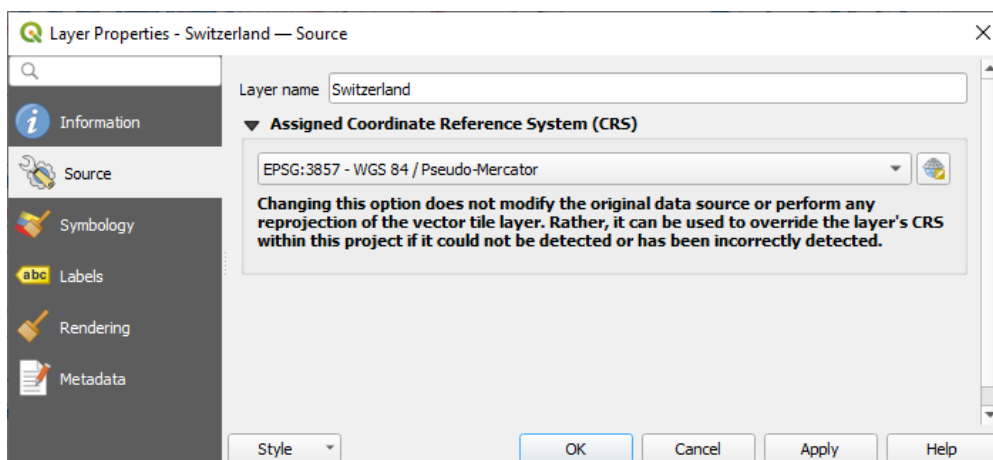 Layer Properties - Switzerland — Source
Information
Source
Symbology
abc Labels
Rendering
Metadata
Layer name Switzerland
Assigned Coordinate Reference System (CRS)
EPSG:3857 - WGS 84 / Pseudo-Mercator
Changing this option does not modify the original data source or perform any
reprojection of the vector tile layer. Rather, it can be used to override the layer's CRS
within this project if it could not be detected or has been incorrectly detected.
Style OK Cancel Apply Help